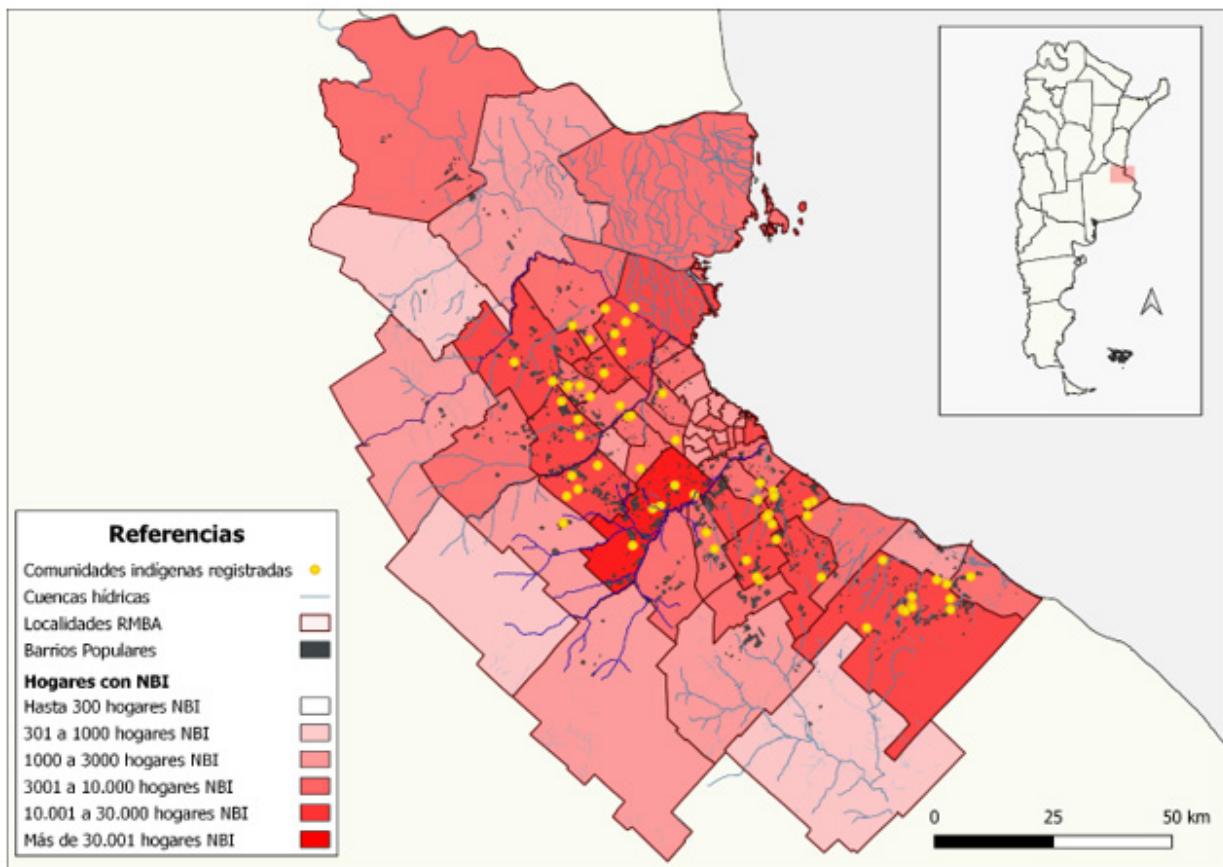 Referencias
Comunidades indígenas registradas
Cuencas hídricas
Localidades RMBA
Barrios Populares
Hogares con NBI
Hasta 300 hogares NBI
301 a 1000 hogares NBI
1000 a 3000 hogares NBI
3001 a 10.000 hogares NBI
10.001 a 30.000 hogares NBI
Más de 30.001 hogares NBI
0 25 50 km